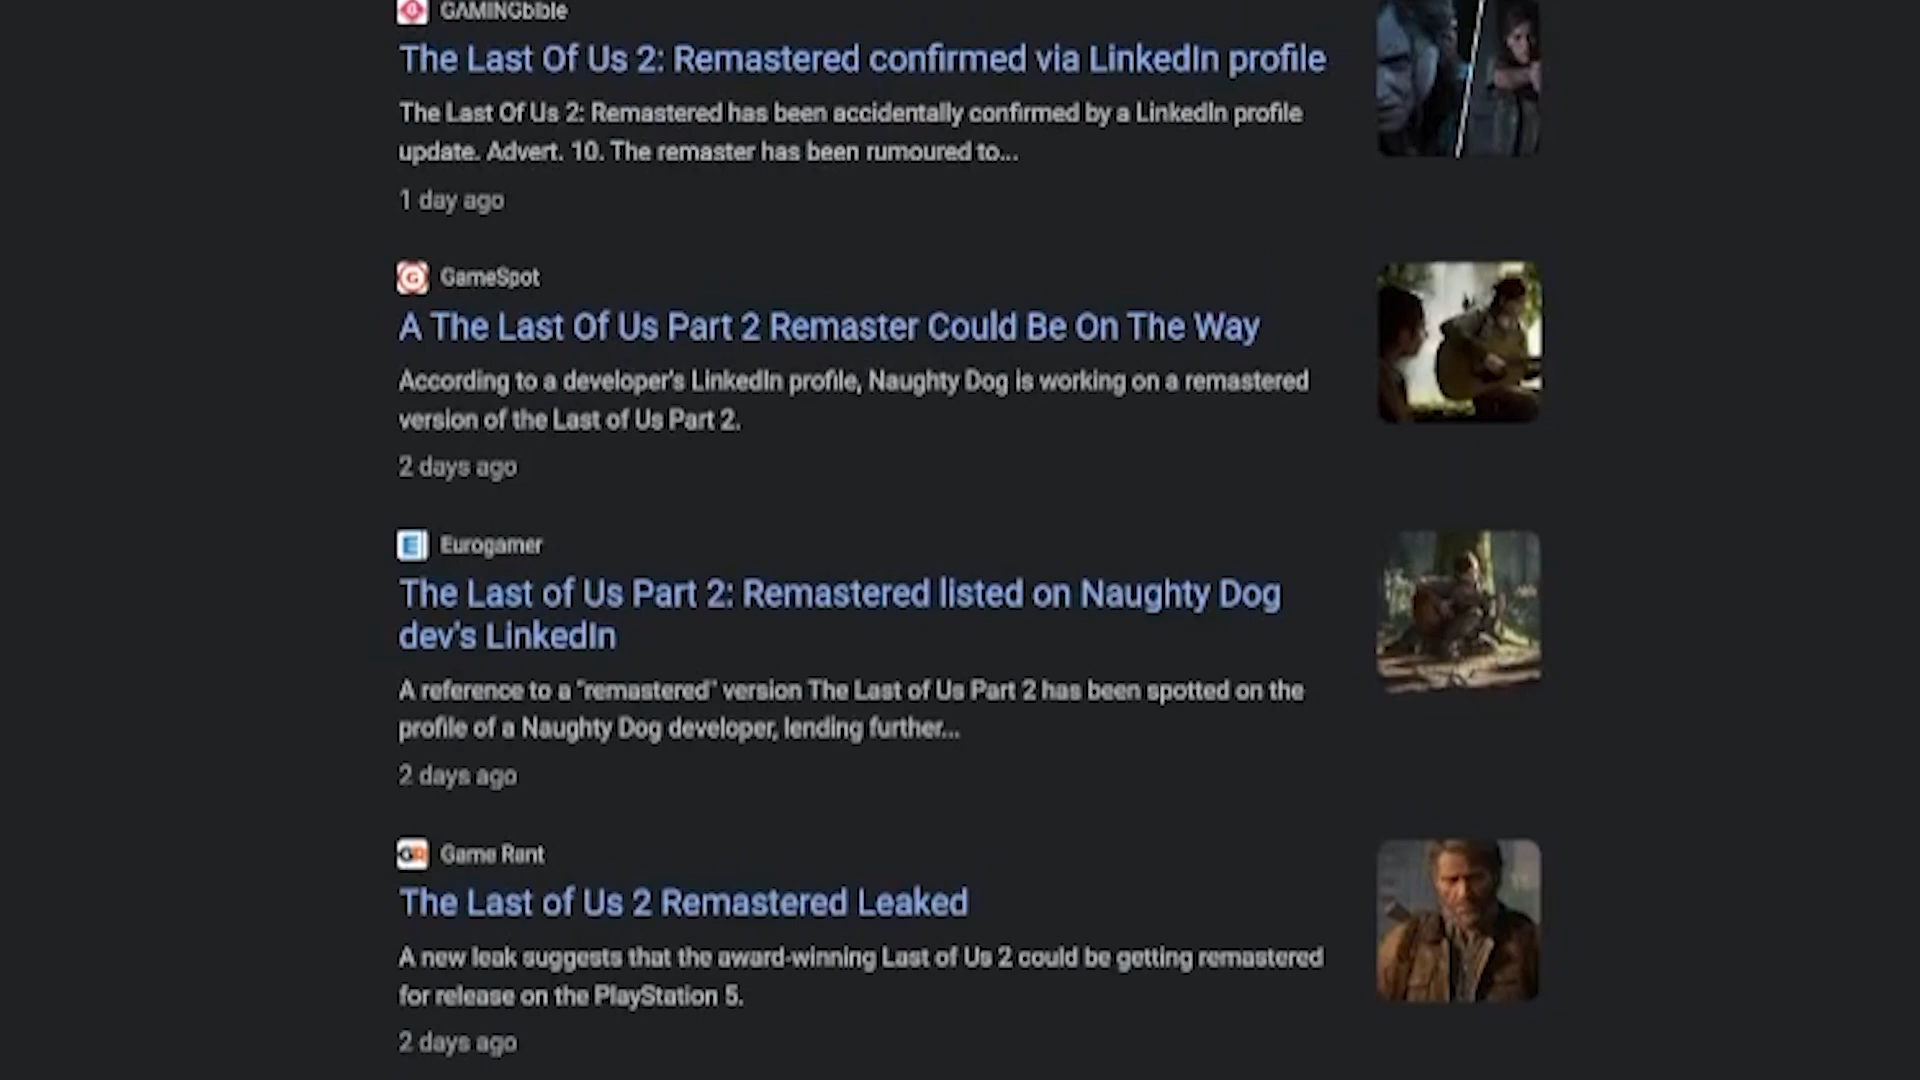 GAMINGbible
The Last Of Us 2: Remastered confirmed via LinkedIn profile
The Last Of Us 2: Remastered has been accidentally confirmed by a LinkedIn profile
update. Advert. 10. The remaster has been rumoured to...
1 day ago
GameSpot
A The Last Of Us Part 2 Remaster Could Be On The Way
According to a developer's LinkedIn profile, Naughty Dog is working on a remastered
version of the Last of Us Part 2.
2 days ago
E Eurogamer
The Last of Us Part 2: Remastered listed on Naughty Dog
dev's LinkedIn
A reference to a "remastered" version The Last of Us Part 2 has been spotted on the
profile of a Naughty Dog developer, lending further...
2 days ago
GR Game Rant
The Last of Us 2 Remastered Leaked
A new leak suggests that the award-winning Last of Us 2 could be getting remastered
for release on the PlayStation 5.
2 days ago